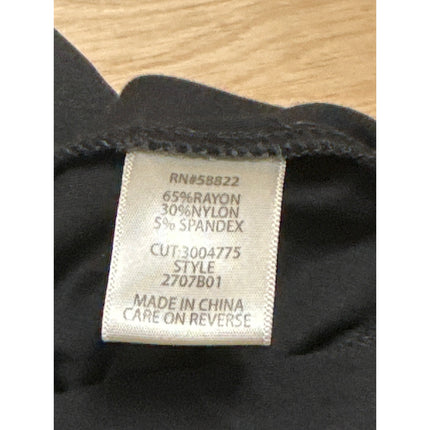 RN#58822
65%RAYON
30%NYLON
5% SPANDEX
CUT:3004775
STYLE
2707B01
MADE IN CHINA
CARE ON REVERSE